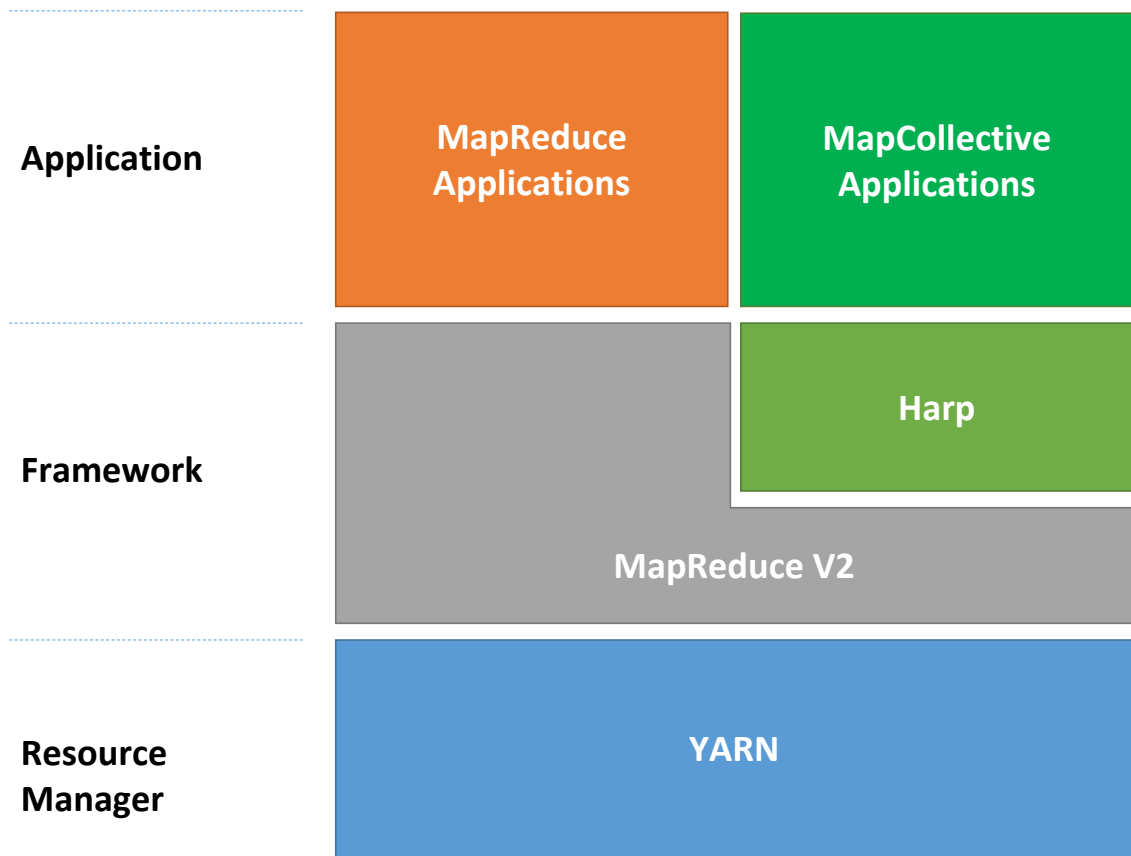 Application
MapReduce
Applications
MapCollective
Applications
Framework
Harp
MapReduce V2
Resource
Manager
YARN